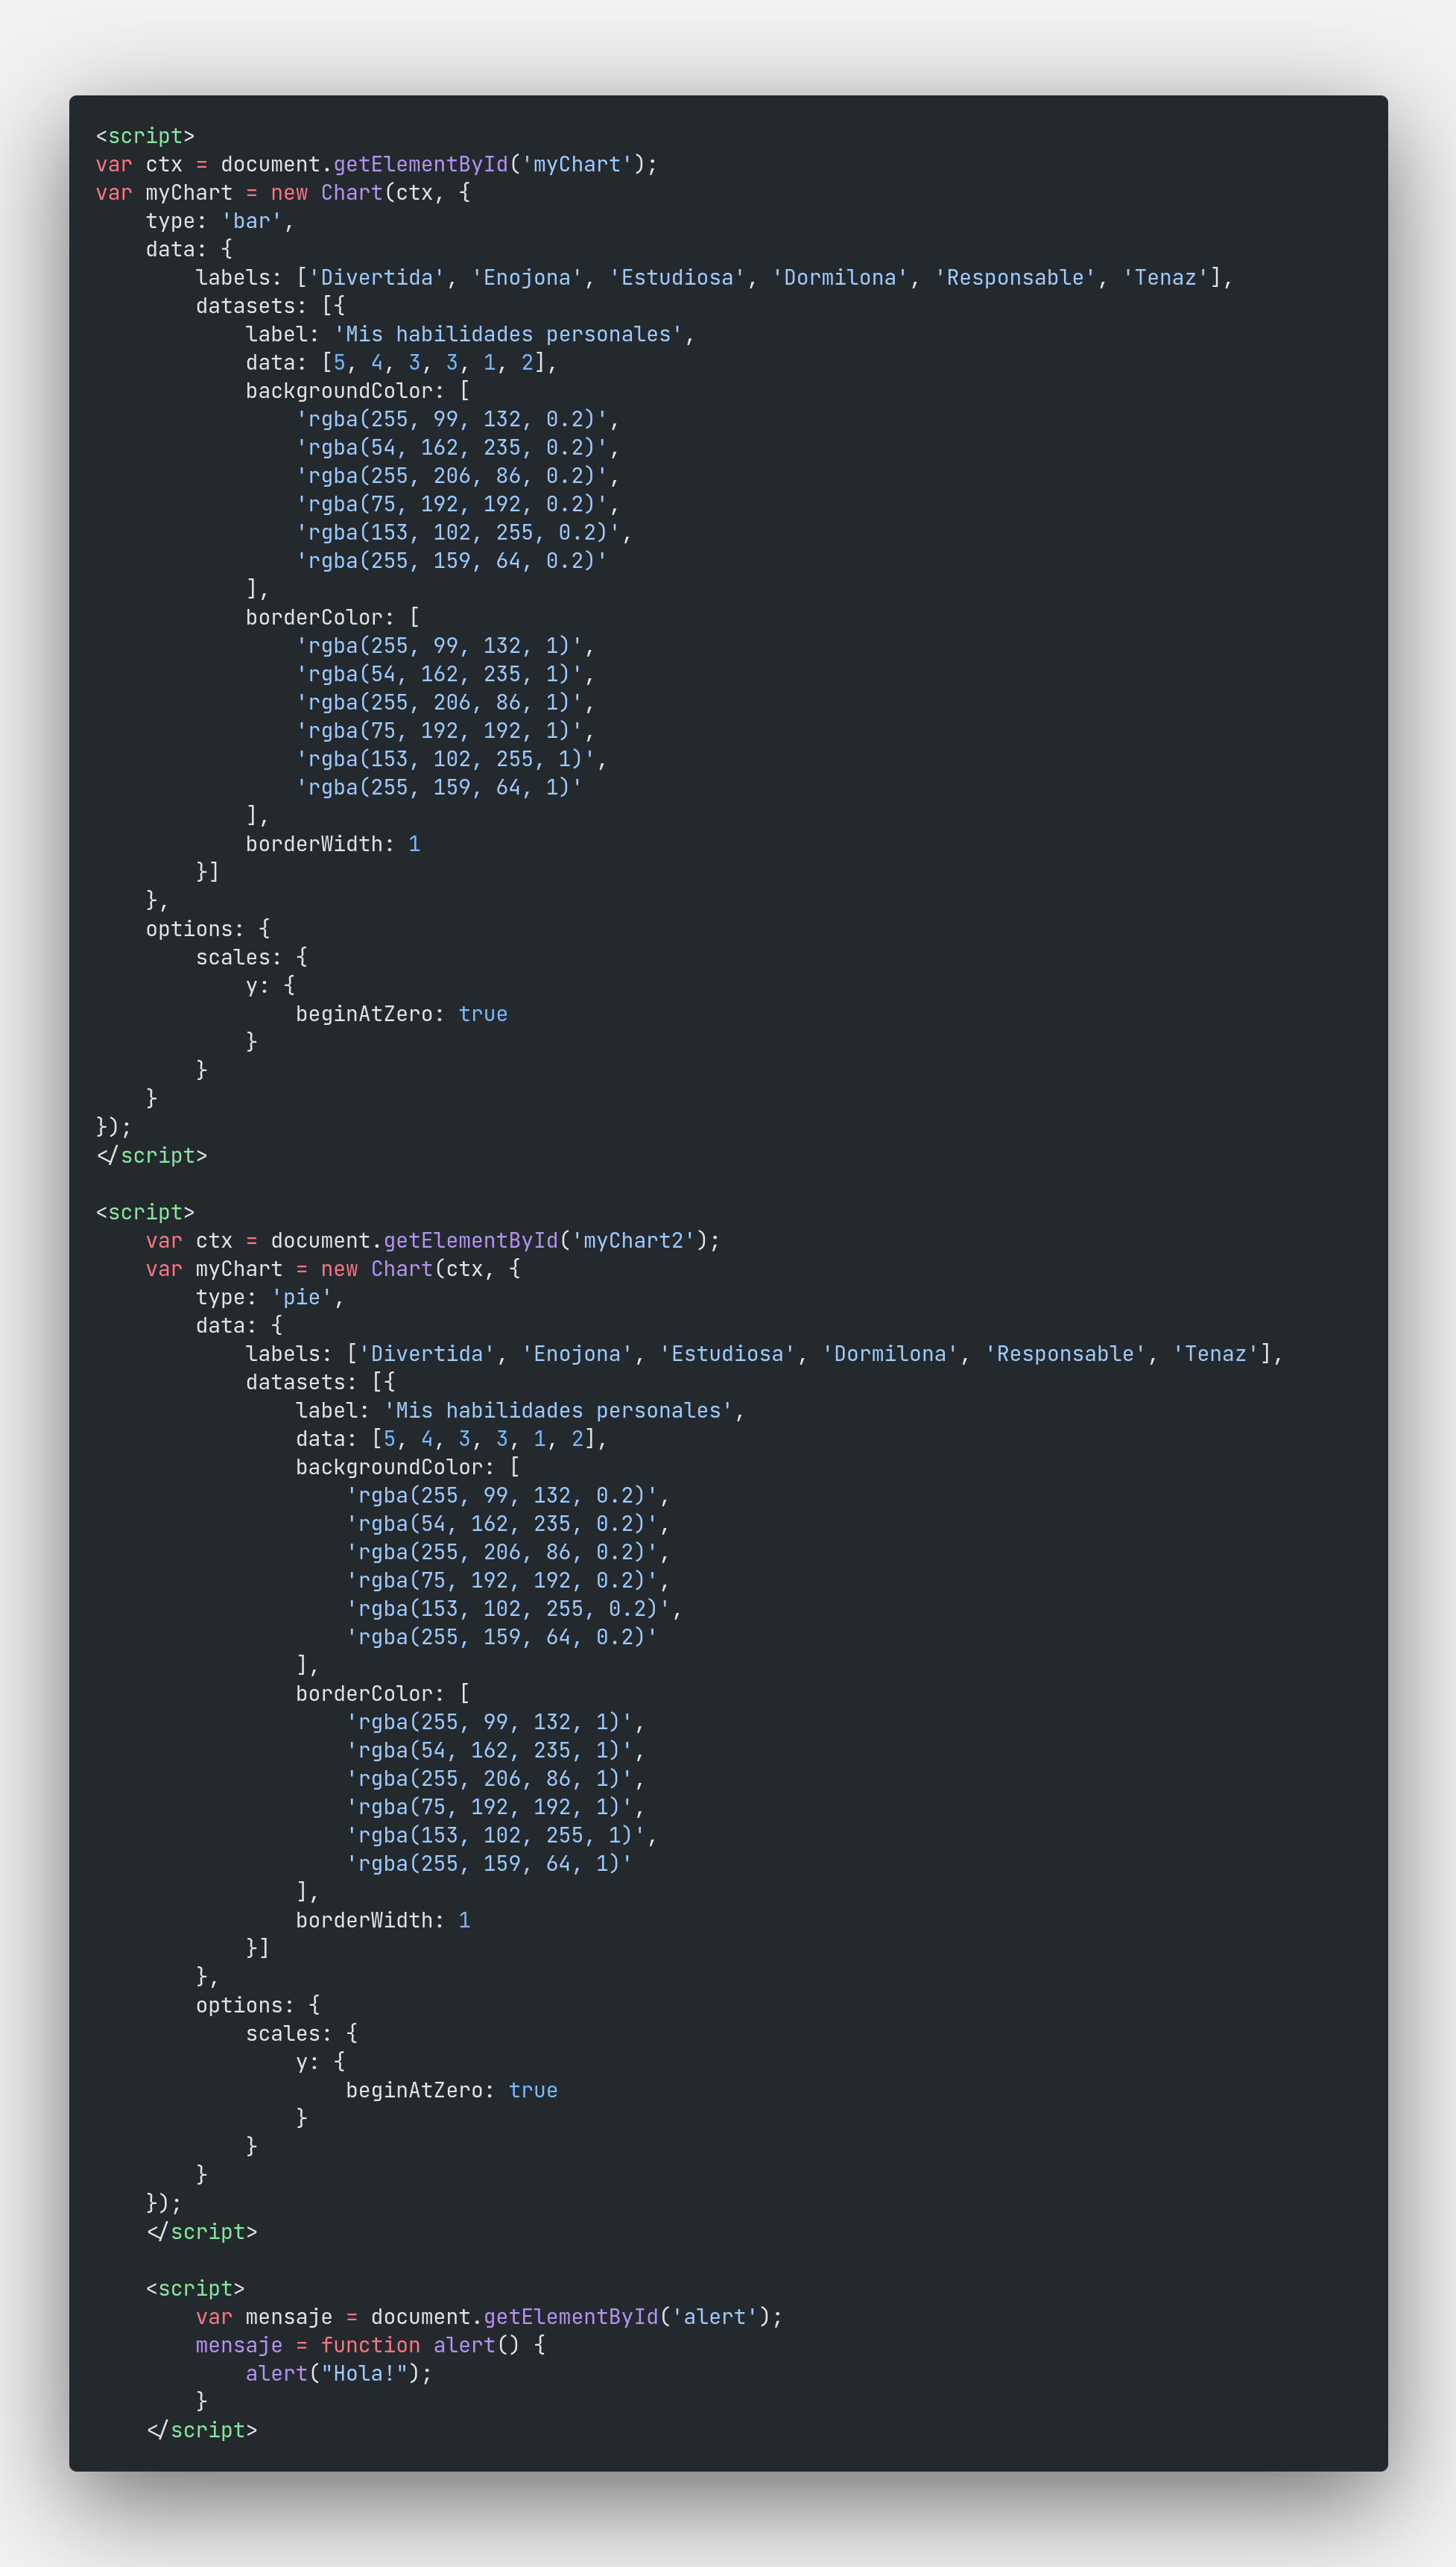 <script>
var ctx = document.getElementById('myChart');
var myChart = new Chart(ctx, {
    type: 'bar',
    data: {
        labels: ['Divertida', 'Enojona', 'Estudiosa', 'Dormilona', 'Responsable', 'Tenaz'],
        datasets: [{
            label: 'Mis habilidades personales',
            data: [5, 4, 3, 3, 1, 2],
            backgroundColor: [
                'rgba(255, 99, 132, 0.2)',
                'rgba(54, 162, 235, 0.2)',
                'rgba(255, 206, 86, 0.2)',
                'rgba(75, 192, 192, 0.2)',
                'rgba(153, 102, 255, 0.2)',
                'rgba(255, 159, 64, 0.2)'
            ],
            borderColor: [
                'rgba(255, 99, 132, 1)',
                'rgba(54, 162, 235, 1)',
                'rgba(255, 206, 86, 1)',
                'rgba(75, 192, 192, 1)',
                'rgba(153, 102, 255, 1)',
                'rgba(255, 159, 64, 1)'
            ],
            borderWidth: 1
        }]
    },
    options: {
        scales: {
            y: {
                beginAtZero: true
            }
        }
    }
});
</script>

<script>
    var ctx = document.getElementById('myChart2');
    var myChart = new Chart(ctx, {
        type: 'pie',
        data: {
            labels: ['Divertida', 'Enojona', 'Estudiosa', 'Dormilona', 'Responsable', 'Tenaz'],
            datasets: [{
                label: 'Mis habilidades personales',
                data: [5, 4, 3, 3, 1, 2],
                backgroundColor: [
                    'rgba(255, 99, 132, 0.2)',
                    'rgba(54, 162, 235, 0.2)',
                    'rgba(255, 206, 86, 0.2)',
                    'rgba(75, 192, 192, 0.2)',
                    'rgba(153, 102, 255, 0.2)',
                    'rgba(255, 159, 64, 0.2)'
                ],
                borderColor: [
                    'rgba(255, 99, 132, 1)',
                    'rgba(54, 162, 235, 1)',
                    'rgba(255, 206, 86, 1)',
                    'rgba(75, 192, 192, 1)',
                    'rgba(153, 102, 255, 1)',
                    'rgba(255, 159, 64, 1)'
                ],
                borderWidth: 1
            }]
        },
        options: {
            scales: {
                y: {
                    beginAtZero: true
                }
            }
        }
    });
    </script>

    <script>
        var mensaje = document.getElementById('alert');
        mensaje = function alert() {
            alert("Hola!");
        }
    </script>